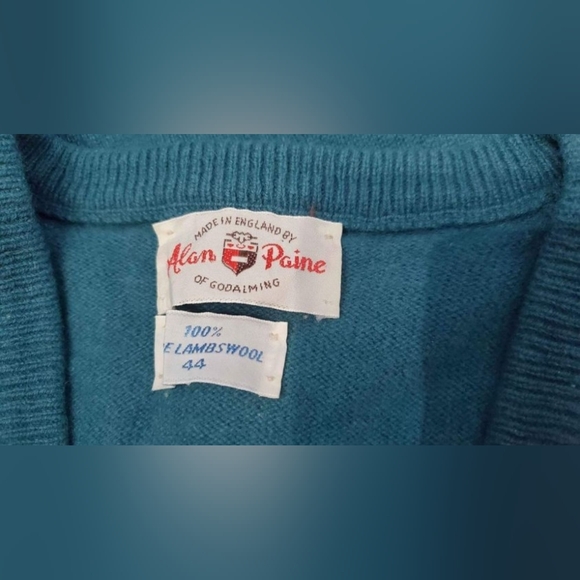 MADE IN ENGLAND BY
Alan Paine
OF GODALMING
100%
E LAMBSWOOL
44